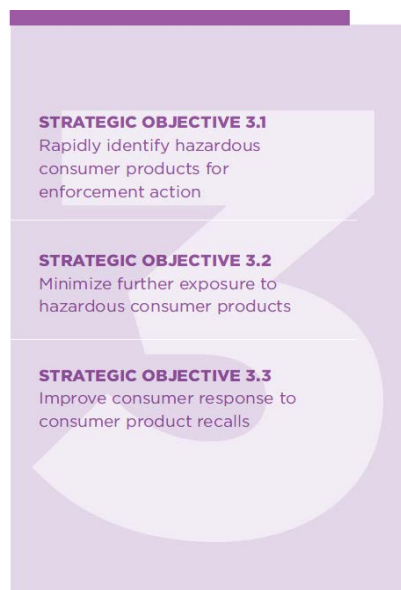 3
STRATEGIC OBJECTIVE 3.1
Rapidly identify hazardous
consumer products for
enforcement action
STRATEGIC OBJECTIVE 3.2
Minimize further exposure to
hazardous consumer products
STRATEGIC OBJECTIVE 3.3
Improve consumer response to
consumer product recalls